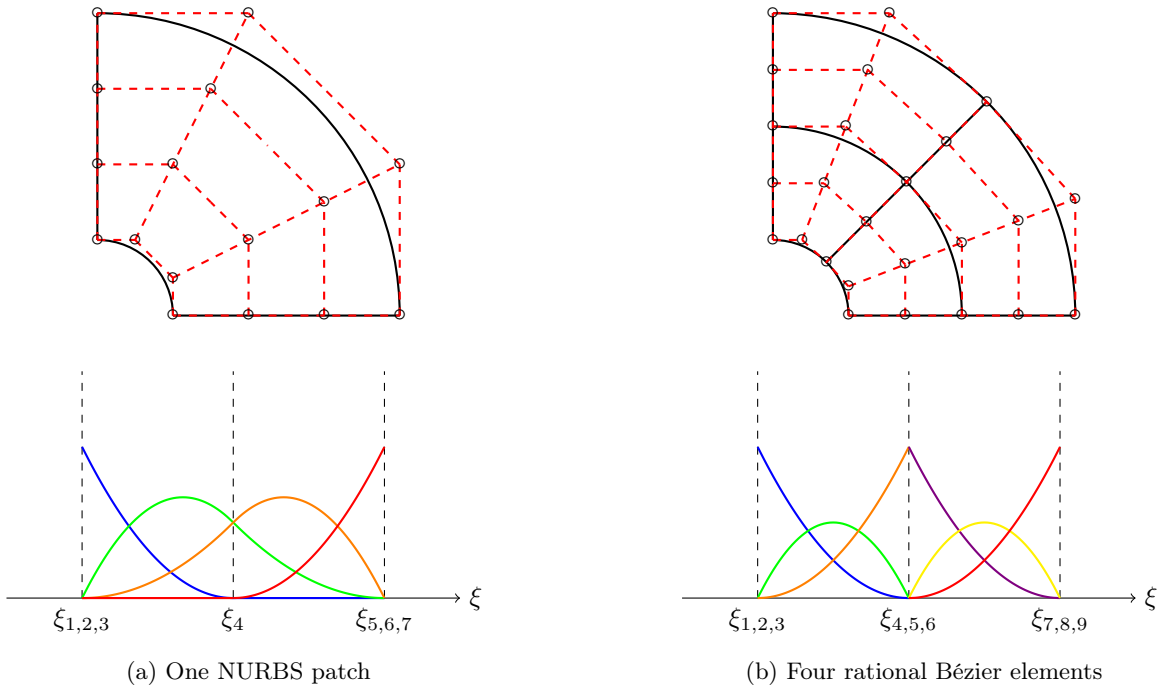 ξ
ξ1,2,3
ξ4
ξ5,6,7
(a) One NURBS patch
ξ
ξ1,2,3
ξ4,5,6
ξ7,8,9
(b) Four rational Bézier elements